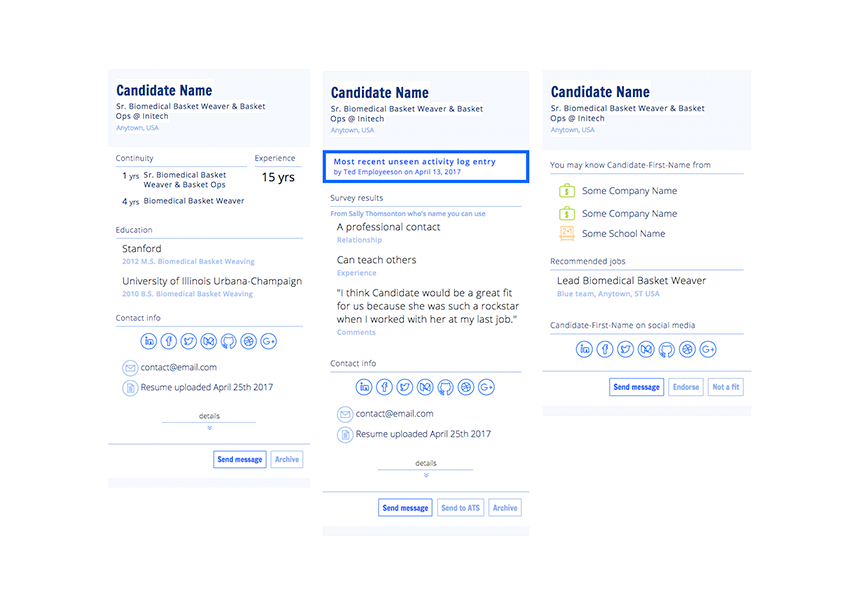 Candidate Name
Sr. Biomedical Basket Weaver & Basket
Ops @ Initech
Anytown, USA
Continuity
Experience
1 yrs Sr. Biomedical Basket
Weaver & Basket Ops
15 yrs
4 yrs Biomedical Basket Weaver
Education
Stanford
2012 M.S. Biomedical Basket Weaving
University of Illinois Urbana-Champaign
2010 B.S. Biomedical Basket Weaving
Contact info
in f G+
contact@email.com
Resume uploaded April 25th 2017
details
Send message Archive
Candidate Name
Sr. Biomedical Basket Weaver & Basket
Ops @ Initech
Anytown, USA
Most recent unseen activity log entry
by Ted Employeeson on April 13, 2017
Survey results
From Sally Thomsonton who's name you can use
A professional contact
Relationship
Can teach others
Experience
"I think Candidate would be a great fit
for us because she was such a rockstar
when I worked with her at my last job."
Comments
Contact info
in f G+
contact@email.com
Resume uploaded April 25th 2017
details
Send message Send to ATS Archive
Candidate Name
Sr. Biomedical Basket Weaver & Basket
Ops @ Initech
Anytown, USA
You may know Candidate-First-Name from
Some Company Name
Some Company Name
Some School Name
Recommended jobs
Lead Biomedical Basket Weaver
Blue team, Anytown, ST USA
Candidate-First-Name on social media
in f G+
Send message Endorse Not a fit